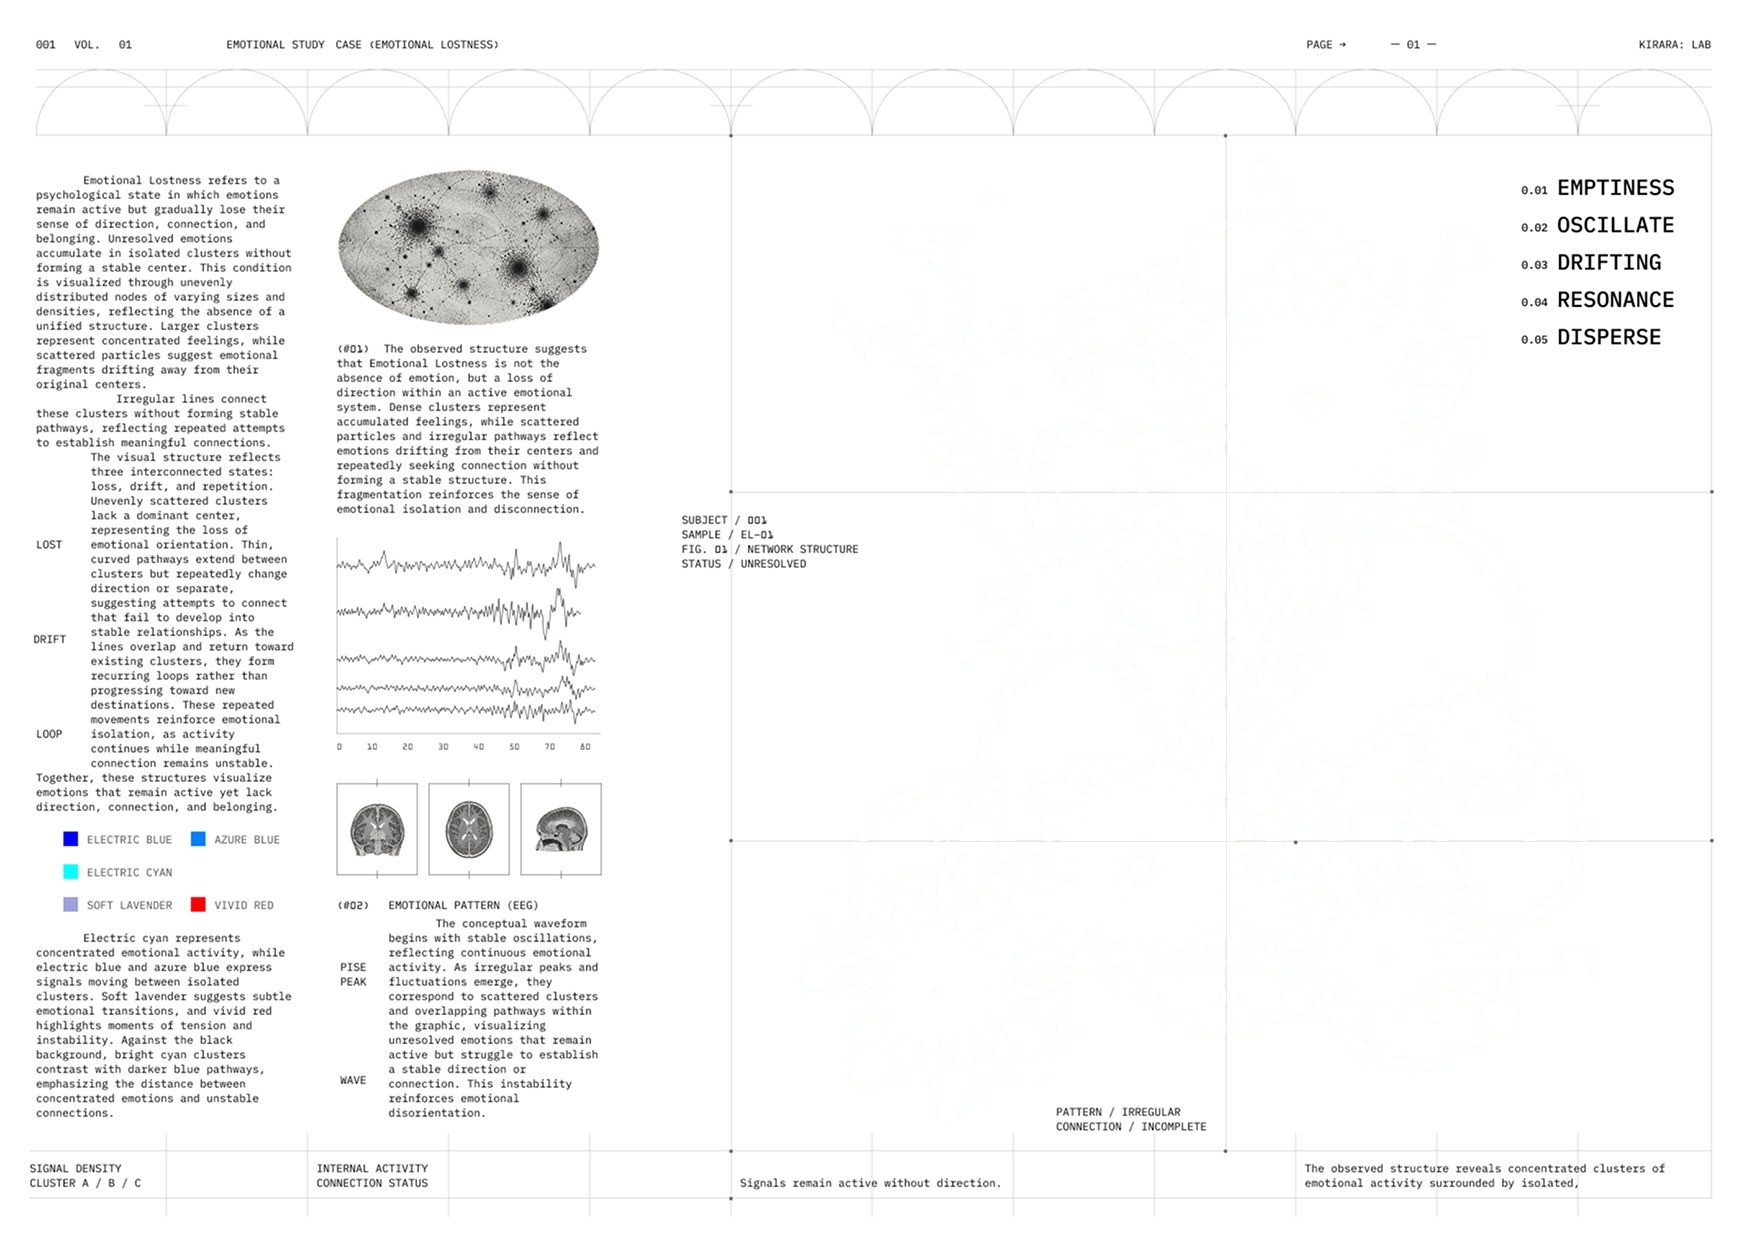 001 VOL. 01 EMOTIONAL STUDY CASE (EMOTIONAL LOSTNESS) PAGE → — 01 — KIRARA: LAB
Emotional Lostness refers to a
psychological state in which emotions
remain active but gradually lose their
sense of direction, connection, and
belonging. Unresolved emotions
accumulate in isolated clusters without
forming a stable center. This condition
is visualized through unevenly
distributed nodes of varying sizes and
densities, reflecting the absence of a
unified structure. Larger clusters
represent concentrated feelings, while
scattered particles suggest emotional
fragments drifting away from their
original centers.
Irregular lines connect
these clusters without forming stable
pathways, reflecting repeated attempts
to establish meaningful connections.
The visual structure reflects
three interconnected states:
loss, drift, and repetition.
Unevenly scattered clusters
lack a dominant center,
representing the loss of
LOST emotional orientation. Thin,
curved pathways extend between
clusters but repeatedly change
direction or separate,
suggesting attempts to connect
that fail to develop into
stable relationships. As the
DRIFT lines overlap and return toward
existing clusters, they form
recurring loops rather than
progressing toward new
destinations. These repeated
movements reinforce emotional
LOOP isolation, as activity
continues while meaningful
connection remains unstable.
Together, these structures visualize
emotions that remain active yet lack
direction, connection, and belonging.
ELECTRIC BLUE AZURE BLUE
ELECTRIC CYAN
SOFT LAVENDER VIVID RED
Electric cyan represents
concentrated emotional activity, while
electric blue and azure blue express
signals moving between isolated
clusters. Soft lavender suggests subtle
emotional transitions, and vivid red
highlights moments of tension and
instability. Against the black
background, bright cyan clusters
contrast with darker blue pathways,
emphasizing the distance between
concentrated emotions and unstable
connections.
(#01) The observed structure suggests
that Emotional Lostness is not the
absence of emotion, but a loss of
direction within an active emotional
system. Dense clusters represent
accumulated feelings, while scattered
particles and irregular pathways reflect
emotions drifting from their centers and
repeatedly seeking connection without
forming a stable structure. This
fragmentation reinforces the sense of
emotional isolation and disconnection.
0 10 20 30 40 50 70 80
(#02) EMOTIONAL PATTERN (EEG)
The conceptual waveform
begins with stable oscillations,
reflecting continuous emotional
PISE activity. As irregular peaks and
PEAK fluctuations emerge, they
correspond to scattered clusters
and overlapping pathways within
the graphic, visualizing
unresolved emotions that remain
active but struggle to establish
a stable direction or
WAVE connection. This instability
reinforces emotional
disorientation.
SUBJECT / 001
SAMPLE / EL-01
FIG. 01 / NETWORK STRUCTURE
STATUS / UNRESOLVED
0.01 EMPTINESS
0.02 OSCILLATE
0.03 DRIFTING
0.04 RESONANCE
0.05 DISPERSE
PATTERN / IRREGULAR
CONNECTION / INCOMPLETE
SIGNAL DENSITY
CLUSTER A / B / C
INTERNAL ACTIVITY
CONNECTION STATUS
Signals remain active without direction.
The observed structure reveals concentrated clusters of
emotional activity surrounded by isolated,